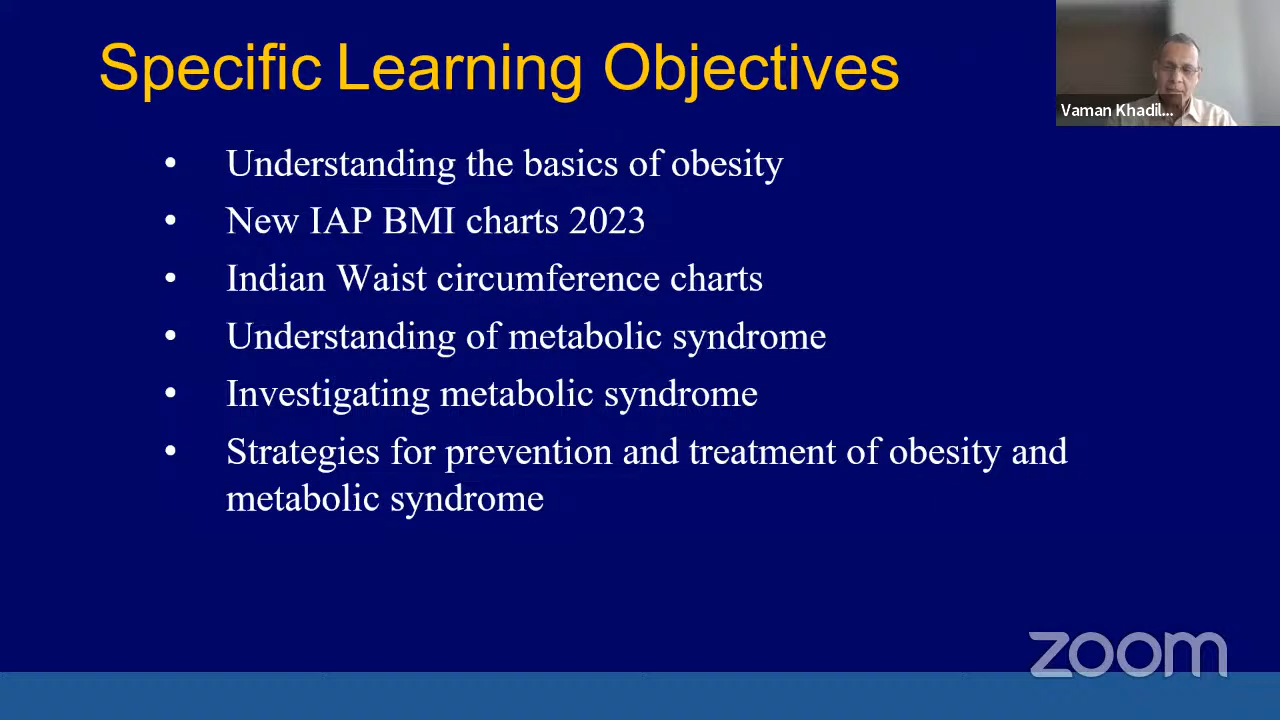 Specific Learning Objectives
Vaman Khadil...
• Understanding the basics of obesity
• New IAP BMI charts 2023
• Indian Waist circumference charts
• Understanding of metabolic syndrome
• Investigating metabolic syndrome
• Strategies for prevention and treatment of obesity and
metabolic syndrome
zoom